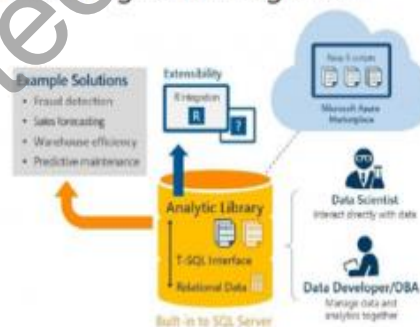 Example Solutions
• Fraud detection
• Sales forecasting
• Warehouse efficiency
• Predictive maintenance
Extensibility
R Integration
R
?
New R scripts
Microsoft Azure
Marketplace
Analytic Library
T-SQL Interface
Relational Data
Built-in to SQL Server
Data Scientist
Interact directly with data
Data Developer/DBA
Manage data and
analytics together